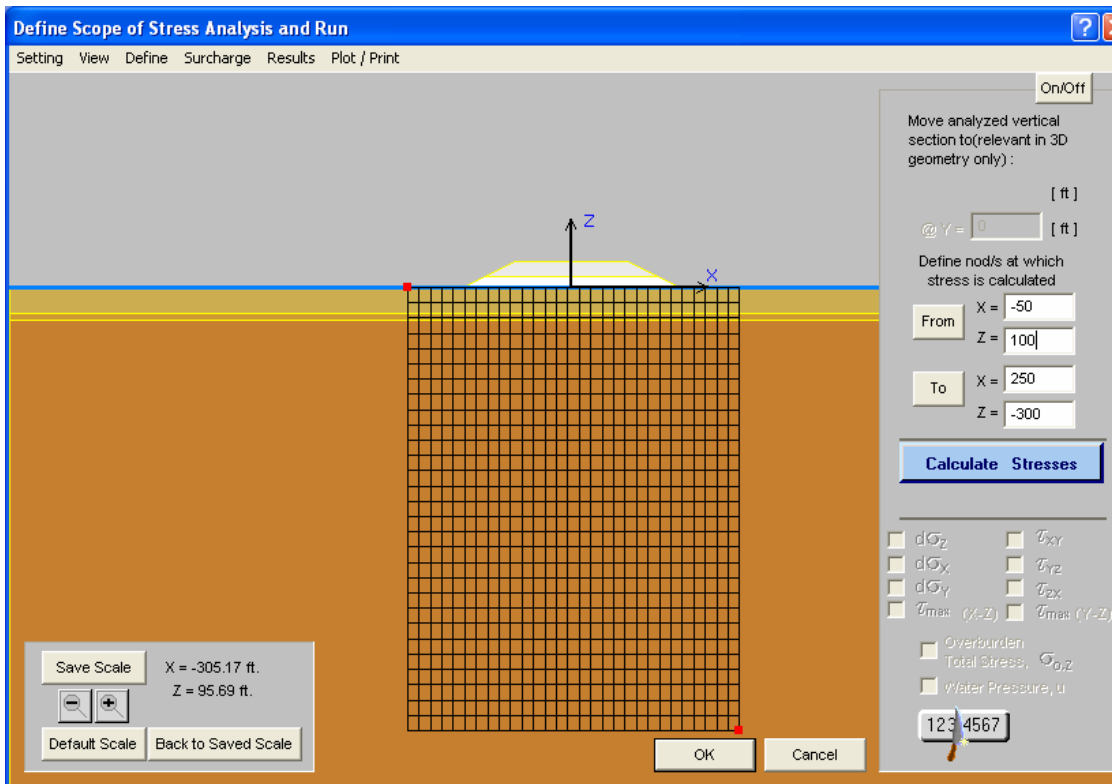 Define Scope of Stress Analysis and Run
?
Setting View Define Surcharge Results Plot / Print
On/Off
Move analyzed vertical
section to(relevant in 3D
geometry only) :
[ ft ]
@ Y = 0 [ ft ]
Define nod/s at which
stress is calculated
From
X = -50
Z = 100
To
X = 250
Z = -300
Calculate Stresses
dσZ τXY
dσX τYZ
dσY τZX
τmax (X-Z) τmax (Y-Z)
Overburden
Total Stress, σo,Z
Water Pressure, u
1234567
Z
X
Save Scale
X = -305.17 ft.
Z = 95.69 ft.
Default Scale Back to Saved Scale
OK Cancel